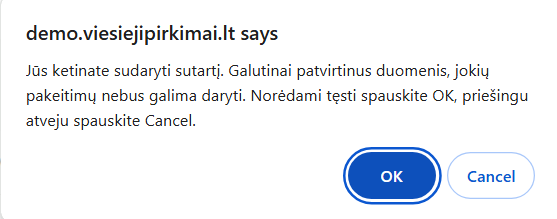 demo.viesiejipirkimai.lt says
Jūs ketinate sudaryti sutartį. Galutinai patvirtinus duomenis, jokių
pakeitimų nebus galima daryti. Norėdami tęsti spauskite OK, priešingu
atveju spauskite Cancel.
OK
Cancel